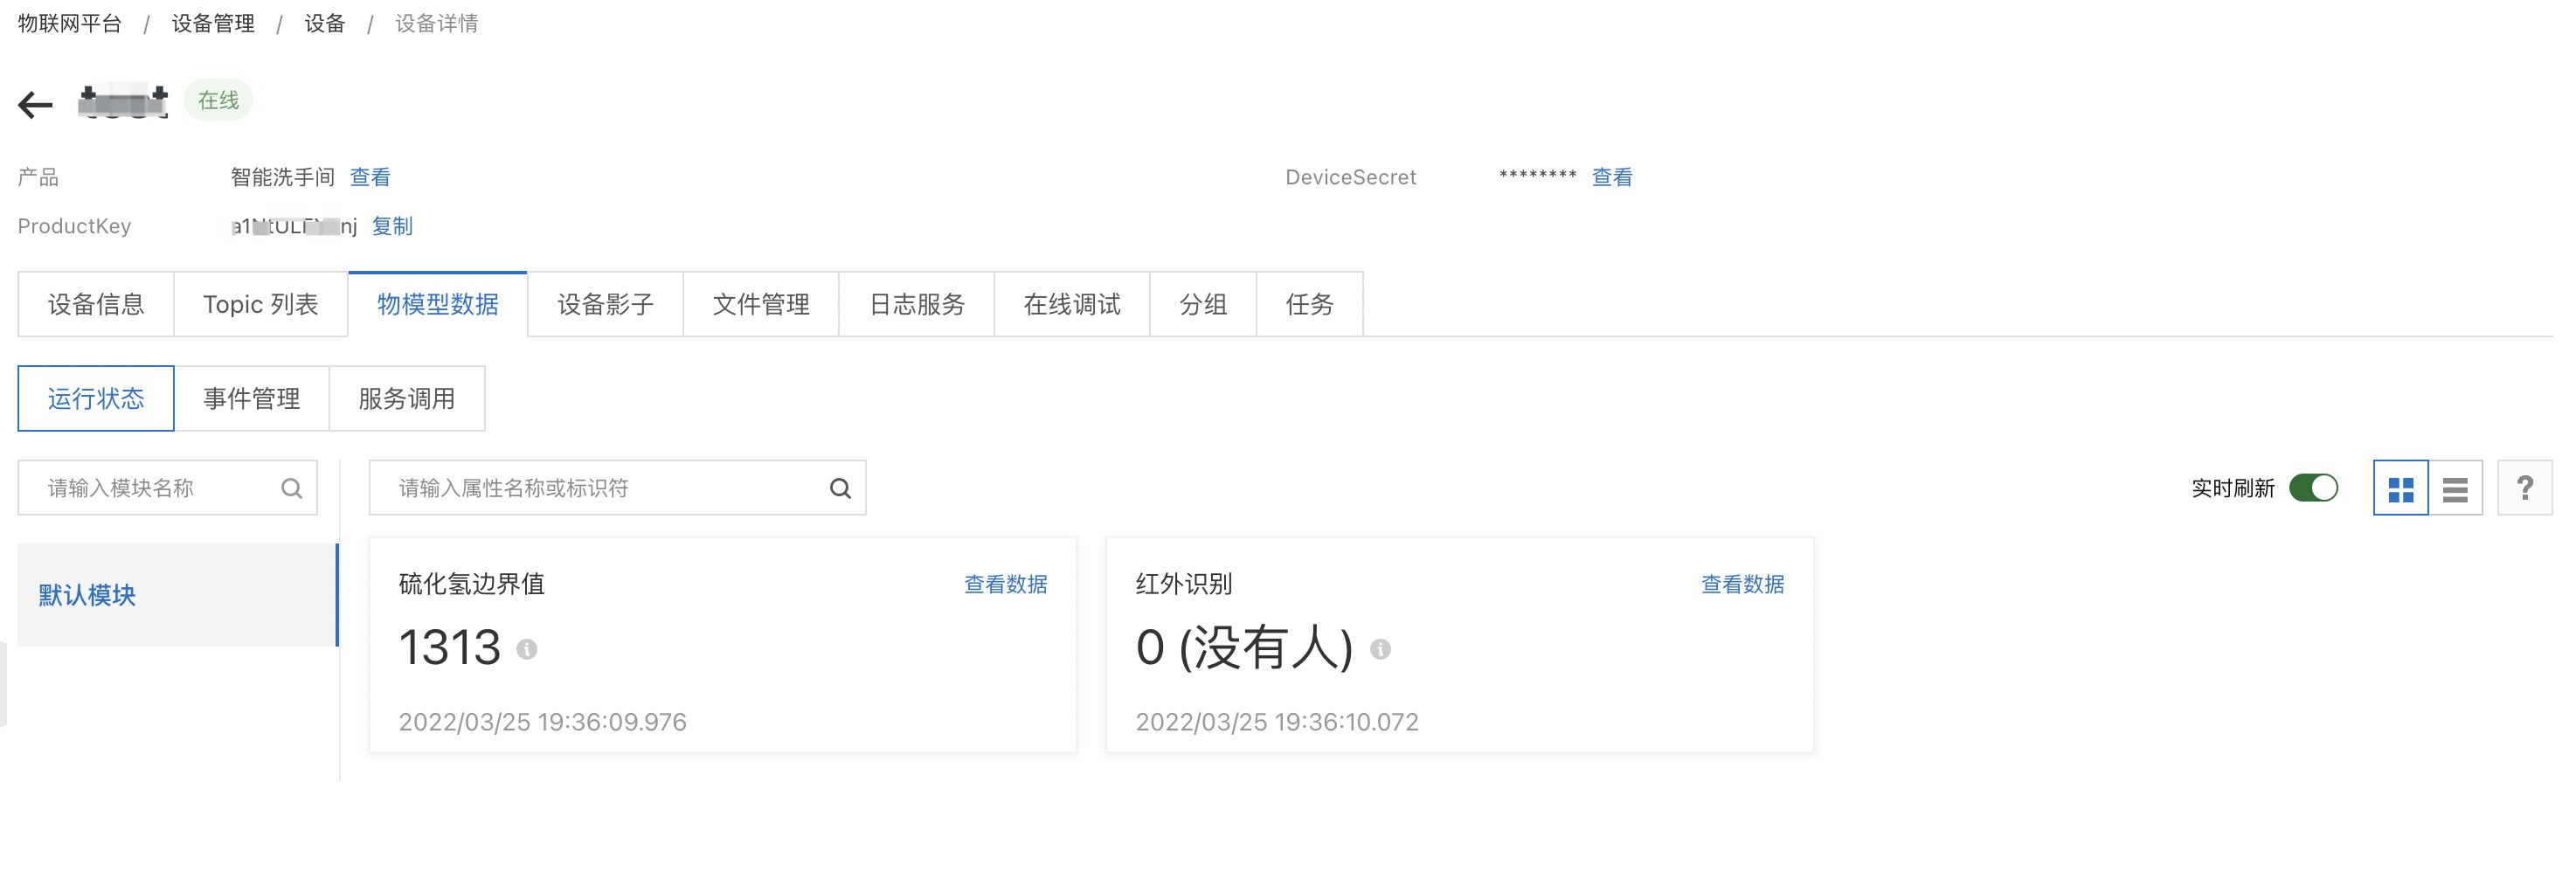 物联网平台 / 设备管理 / 设备 / 设备详情
在线
产品 智能洗手间 查看 DeviceSecret ******** 查看
ProductKey 复制
设备信息 Topic 列表 物模型数据 设备影子 文件管理 日志服务 在线调试 分组 任务
运行状态 事件管理 服务调用
请输入模块名称 请输入属性名称或标识符 实时刷新 ?
默认模块
硫化氢边界值 查看数据 红外识别 查看数据
1313 0 (没有人)
2022/03/25 19:36:09.976 2022/03/25 19:36:10.072